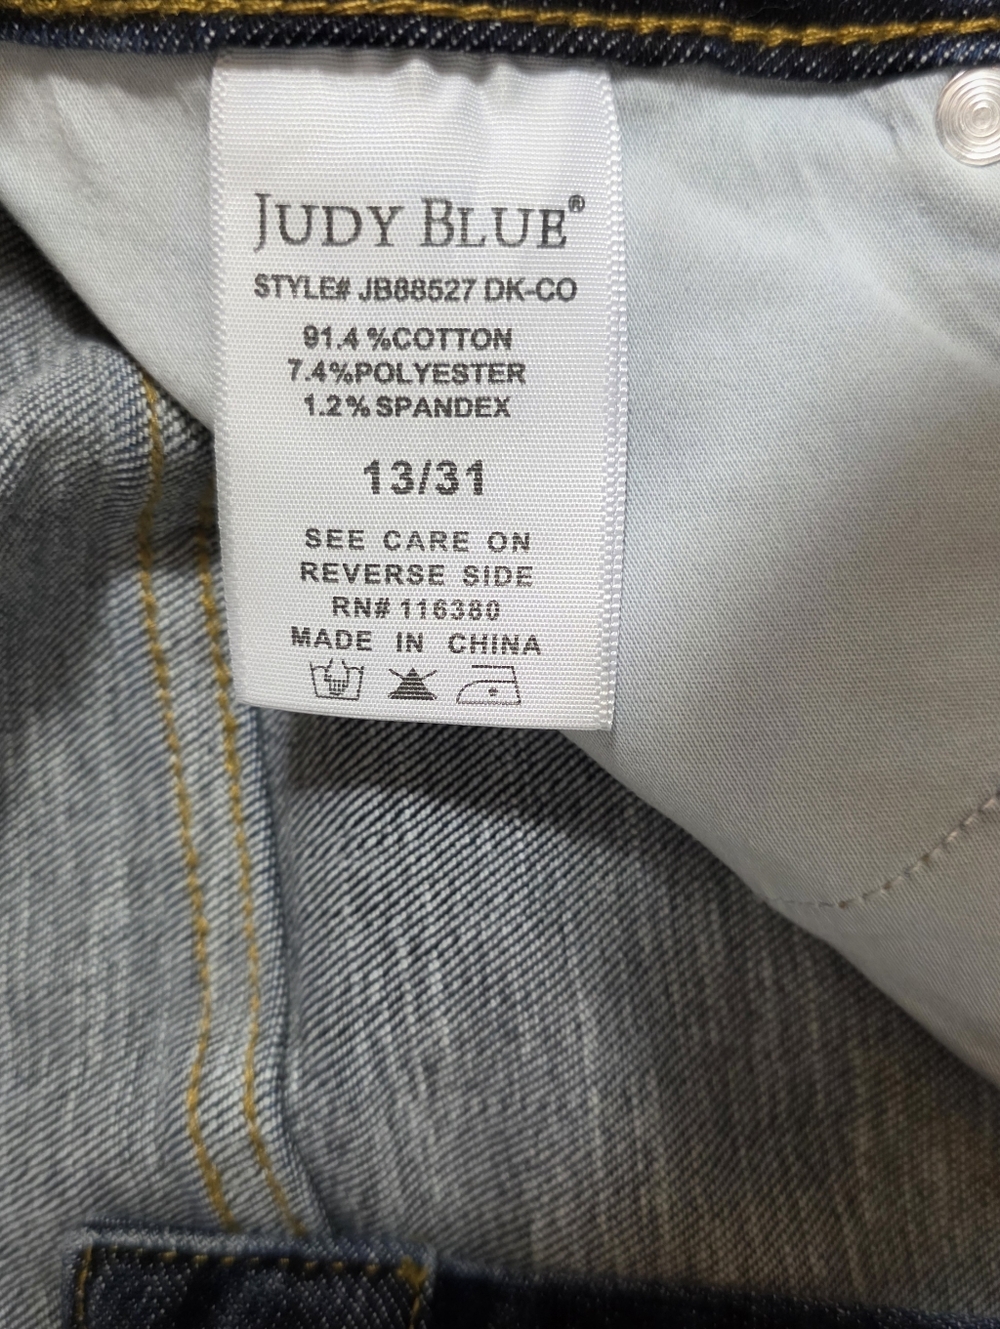 JUDY BLUE®
STYLE# JB88527 DK-CO
91.4 %COTTON
7.4%POLYESTER
1.2% SPANDEX
13/31
SEE CARE ON
REVERSE SIDE
RN# 116380
MADE IN CHINA